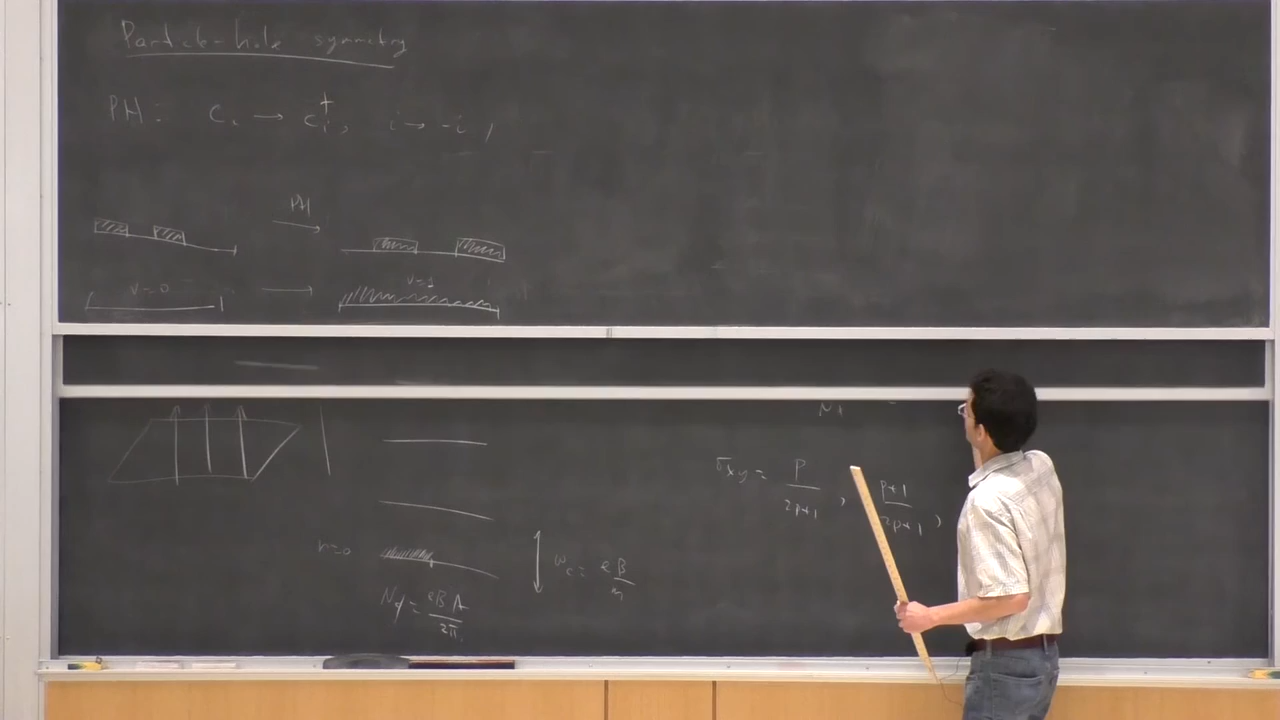 Particle-hole symmetry
PH: cᵢ → cᵢ†, i → -i,
PH
ν=0 → ν=1
σxy = p/2p+1, p+1/2p+1,
n=0
ωc = eB/m
Nφ = eBA/2π